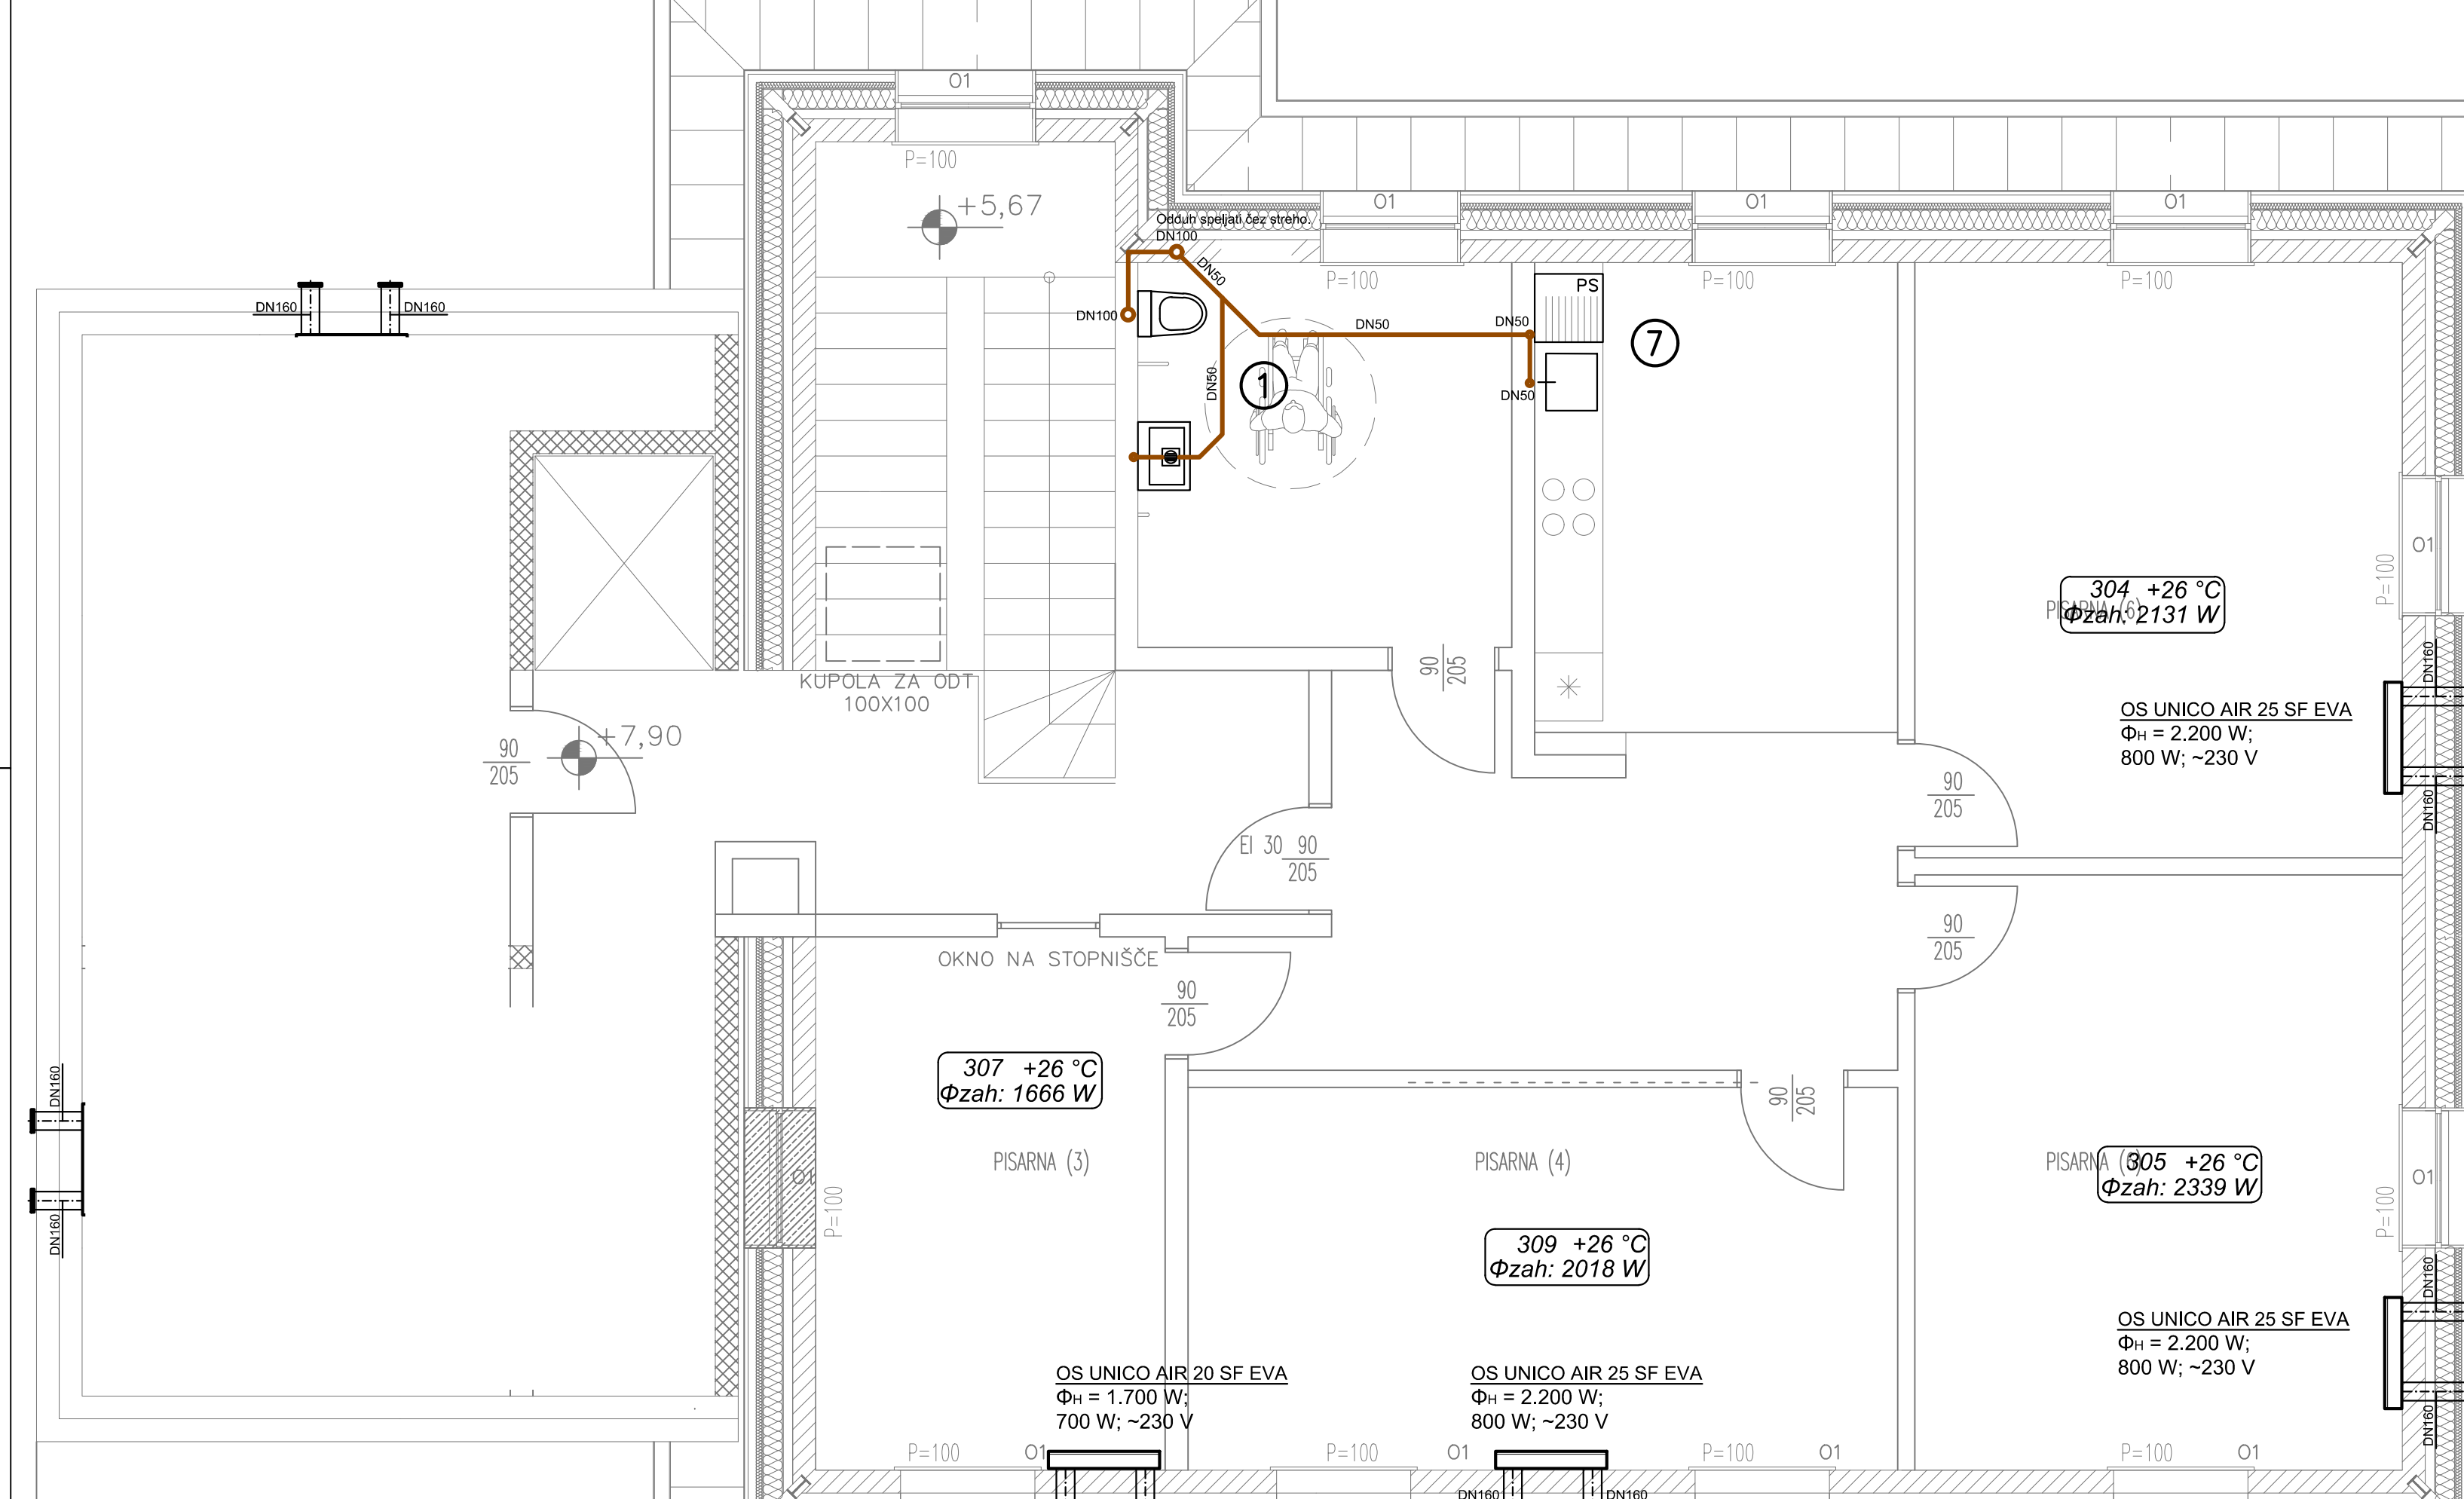 O1
P=100
+5,67
Odduh speljati čez streho.
DN100
DN50
DN100
DN50
O1
P=100
O1
P=100
O1
P=100
DN160
DN160
DN50
DN50
DN50
PS
7
1
KUPOLA ZA ODT
100X100
+7,90
90
205
90
205
EI 30 90
205
90
205
90
205
304 +26 °C
Φzah: 2131 W
PISARNA (6)
O1
P=100
DN160
OS UNICO AIR 25 SF EVA
ΦH = 2.200 W;
800 W; ~230 V
DN160
OKNO NA STOPNIŠČE
90
205
307 +26 °C
Φzah: 1666 W
PISARNA (3)
O1
P=100
DN160
DN160
90
205
PISARNA (4)
309 +26 °C
Φzah: 2018 W
PISARNA (6)
305 +26 °C
Φzah: 2339 W
O1
P=100
DN160
OS UNICO AIR 25 SF EVA
ΦH = 2.200 W;
800 W; ~230 V
DN160
OS UNICO AIR 20 SF EVA
ΦH = 1.700 W;
700 W; ~230 V
OS UNICO AIR 25 SF EVA
ΦH = 2.200 W;
800 W; ~230 V
P=100 O1
P=100 O1
P=100 O1
P=100 O1
DN160
DN160